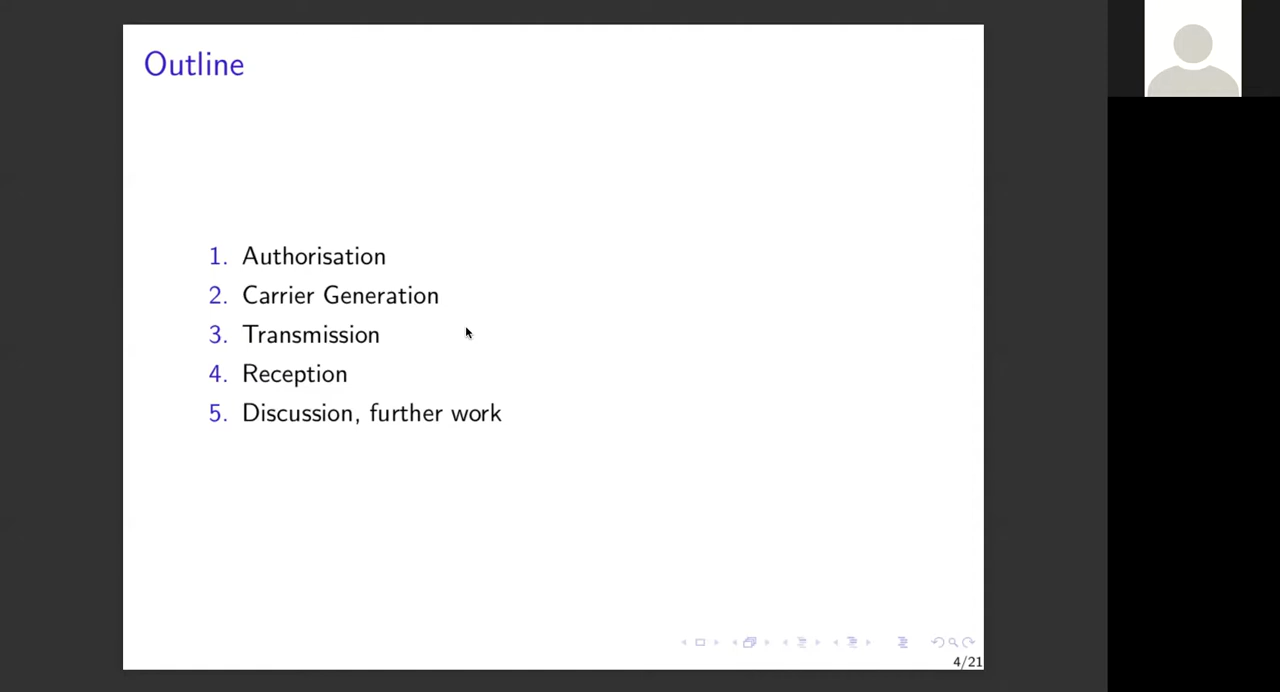 Outline
1. Authorisation
2. Carrier Generation
3. Transmission
4. Reception
5. Discussion, further work
4/21